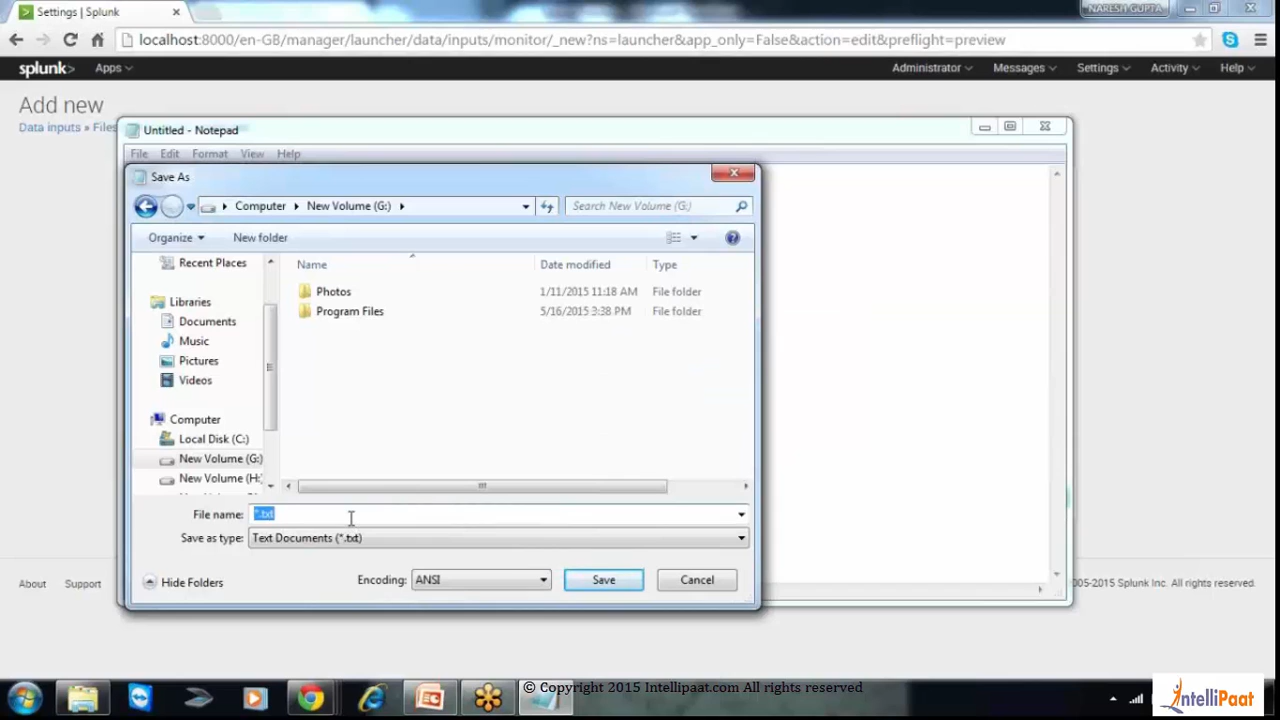 Settings | Splunk
NARESH GUPTA
localhost:8000/en-GB/manager/launcher/data/inputs/monitor/_new?ns=launcher&app_only=False&action=edit&preflight=preview
splunk> Apps Administrator Messages Settings Activity Help
Add new
Data inputs » Files
Untitled - Notepad
File Edit Format View Help
Save As
Computer New Volume (G:) Search New Volume (G:)
Organize New folder
Recent Places Name Date modified Type
Photos 1/11/2015 11:18 AM File folder
Libraries
Program Files 5/16/2015 3:38 PM File folder
Documents
Music
Pictures
Videos
Computer
Local Disk (C:)
New Volume (G:)
New Volume (H:
File name: *.txt
Save as type: Text Documents (*.txt)
Hide Folders Encoding: ANSI Save Cancel
About Support 005-2015 Splunk Inc. All rights reserved.
© Copyright 2015 Intellipaat.com All rights reserved
IntelliPaat